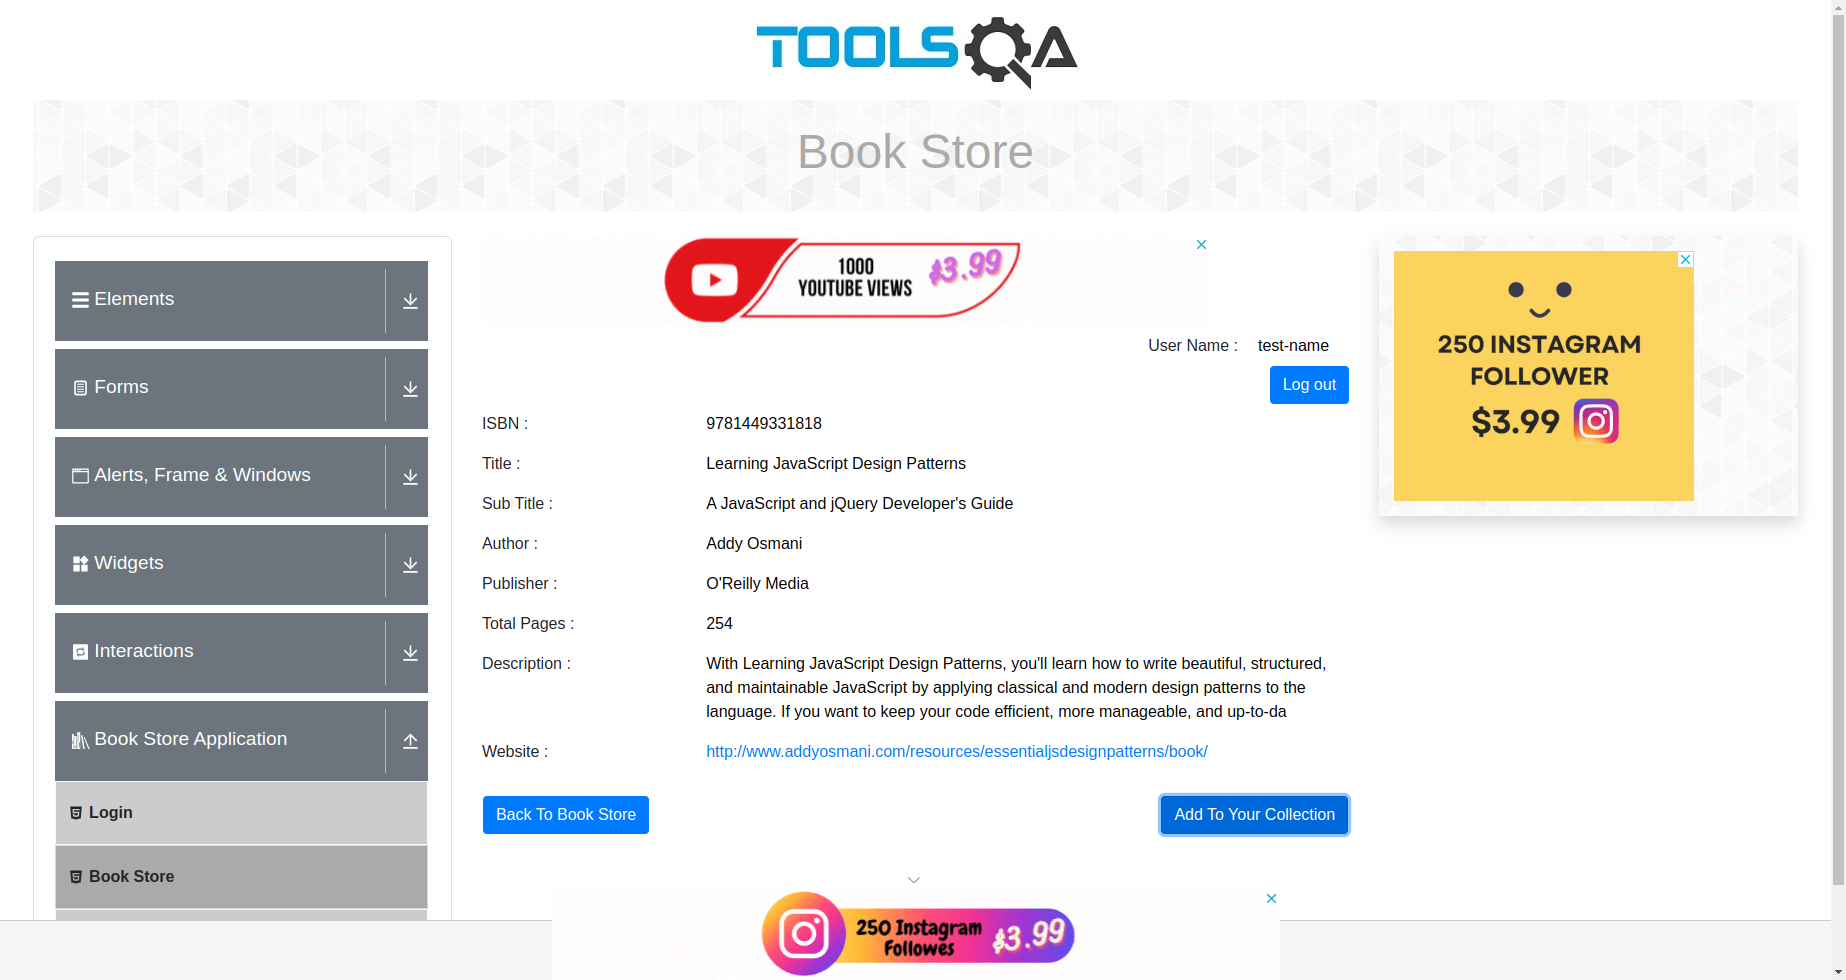 TOOLSQA
Book Store
Elements
Forms
Alerts, Frame & Windows
Widgets
Interactions
Book Store Application
Login
Book Store
1000
YOUTUBE VIEWS
$3.99
User Name :
test-name
Log out
ISBN :
9781449331818
Title :
Learning JavaScript Design Patterns
Sub Title :
A JavaScript and jQuery Developer's Guide
Author :
Addy Osmani
Publisher :
O'Reilly Media
Total Pages :
254
Description :
With Learning JavaScript Design Patterns, you'll learn how to write beautiful, structured,
and maintainable JavaScript by applying classical and modern design patterns to the
language. If you want to keep your code efficient, more manageable, and up-to-da
Website :
http://www.addyosmani.com/resources/essentialjsdesignpatterns/book/
Back To Book Store
Add To Your Collection
250 INSTAGRAM
FOLLOWER
$3.99
250 Instagram
Followes
$3.99